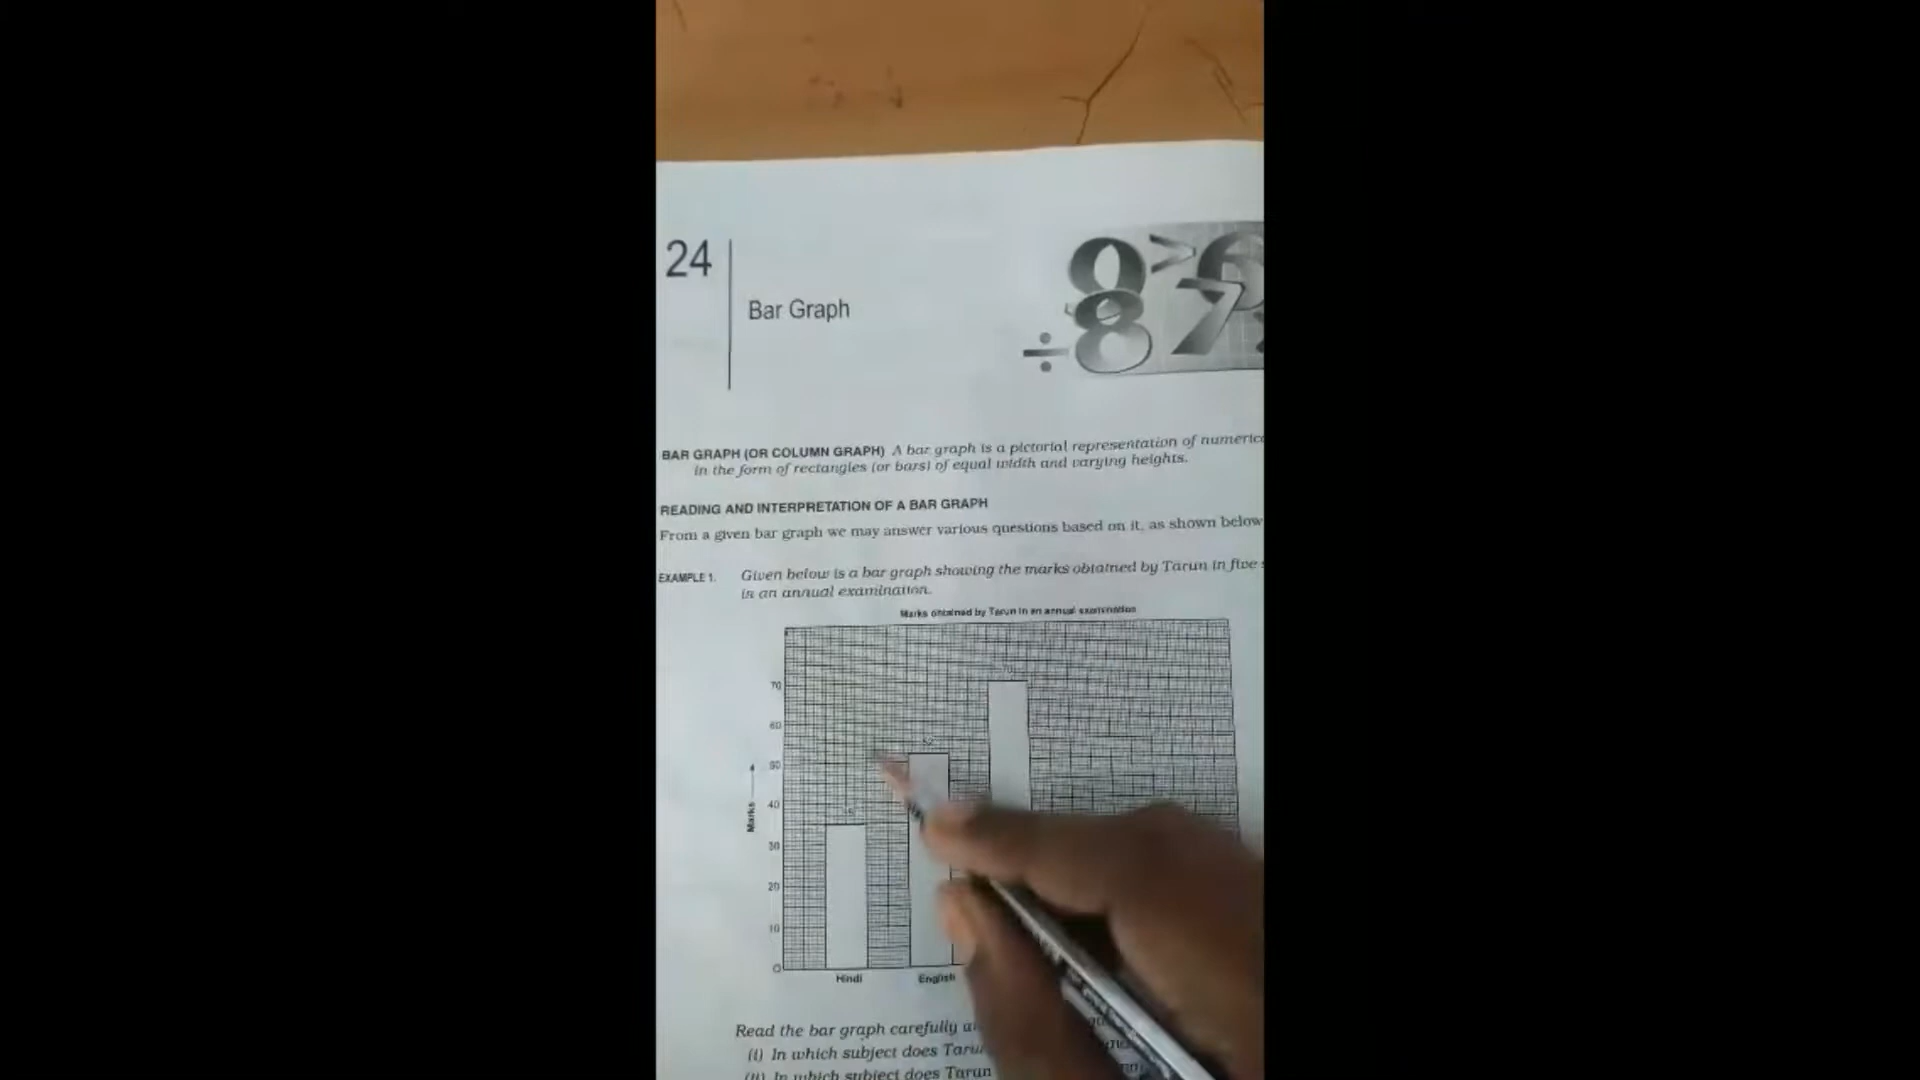 24
Bar Graph
BAR GRAPH (OR COLUMN GRAPH) A bar graph is a pictorial representation of
in the form of rectangles (or bars) of equal width and varying heights.
READING AND INTERPRETATION OF A BAR GRAPH
From a given bar graph we may answer various questions based on it, as shown below
EXAMPLE 1. Given below is a bar graph showing the marks obtained by Tarun in five
in an annual examination.
Marks obtained by Tarun in an annual examination
70
70
60
52
50
Marks
40
30
20
10
0
Hindi English
Read the bar graph carefully
(i) In which subject does
(ii) In which subject does Tarun